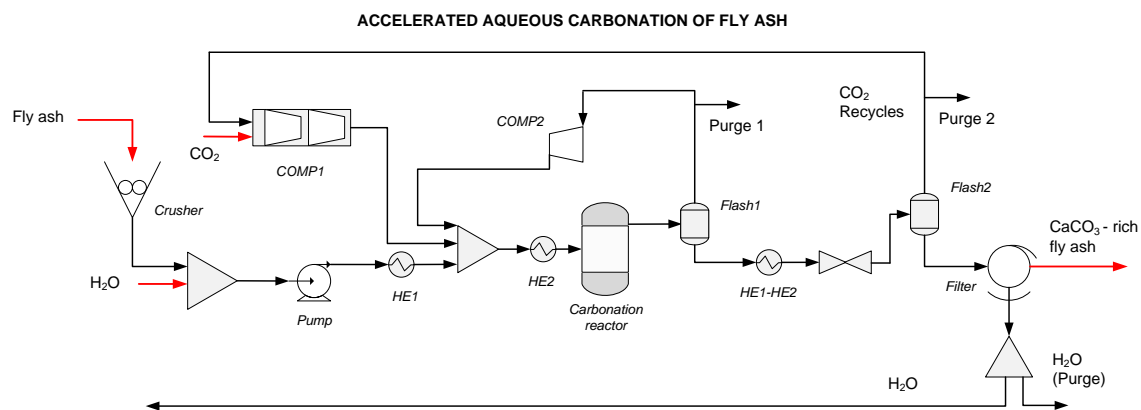 ACCELERATED AQUEOUS CARBONATION OF FLY ASH
Fly ash
CO₂
COMP1
Crusher
H₂O
Pump
HE1
COMP2
Purge 1
CO₂
Recycles
Purge 2
HE2
Carbonation
reactor
Flash1
HE1-HE2
Flash2
CaCO₃ - rich
fly ash
Filter
H₂O
H₂O
(Purge)